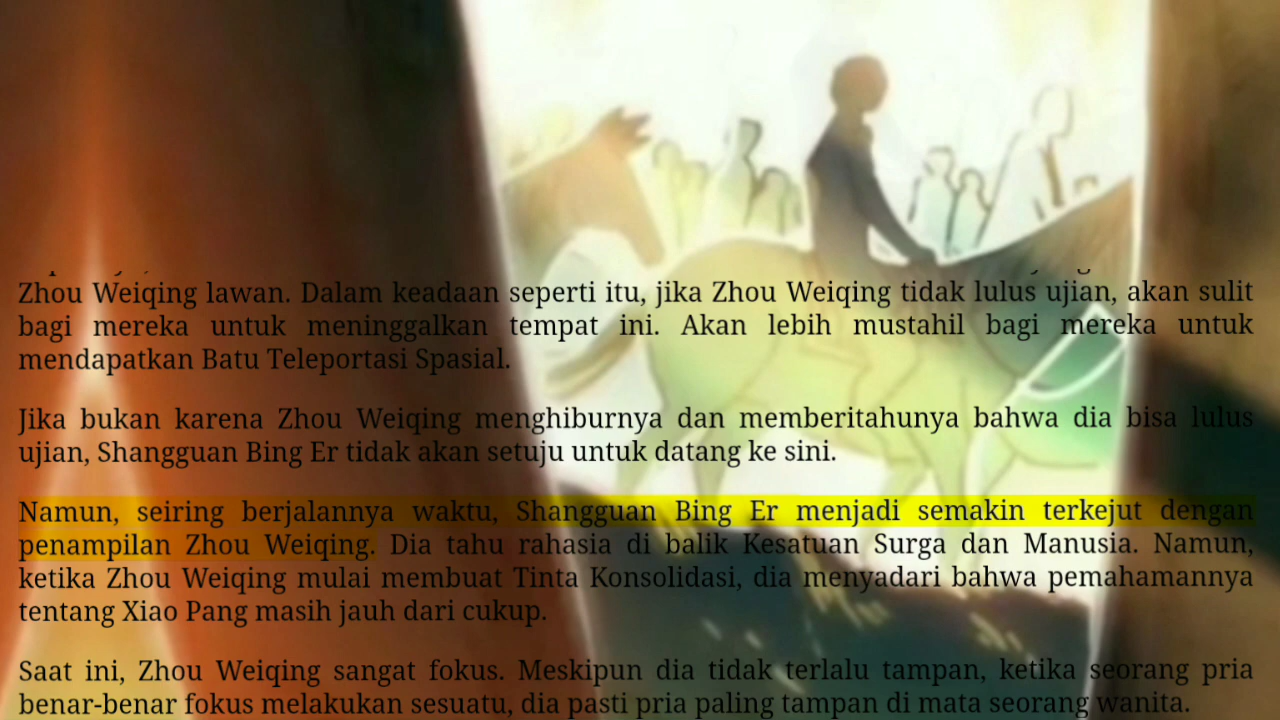 Zhou Weiqing lawan. Dalam keadaan seperti itu, jika Zhou Weiqing tidak lulus ujian, akan sulit
bagi mereka untuk meninggalkan tempat ini. Akan lebih mustahil bagi mereka untuk
mendapatkan Batu Teleportasi Spasial.
Jika bukan karena Zhou Weiqing menghiburnya dan memberitahunya bahwa dia bisa lulus
ujian, Shangguan Bing Er tidak akan setuju untuk datang ke sini.
Namun, seiring berjalannya waktu, Shangguan Bing Er menjadi semakin terkejut dengan
penampilan Zhou Weiqing. Dia tahu rahasia di balik Kesatuan Surga dan Manusia. Namun,
ketika Zhou Weiqing mulai membuat Tinta Konsolidasi, dia menyadari bahwa pemahamannya
tentang Xiao Pang masih jauh dari cukup.
Saat ini, Zhou Weiqing sangat fokus. Meskipun dia tidak terlalu tampan, ketika seorang pria
benar-benar fokus melakukan sesuatu, dia pasti pria paling tampan di mata seorang wanita.